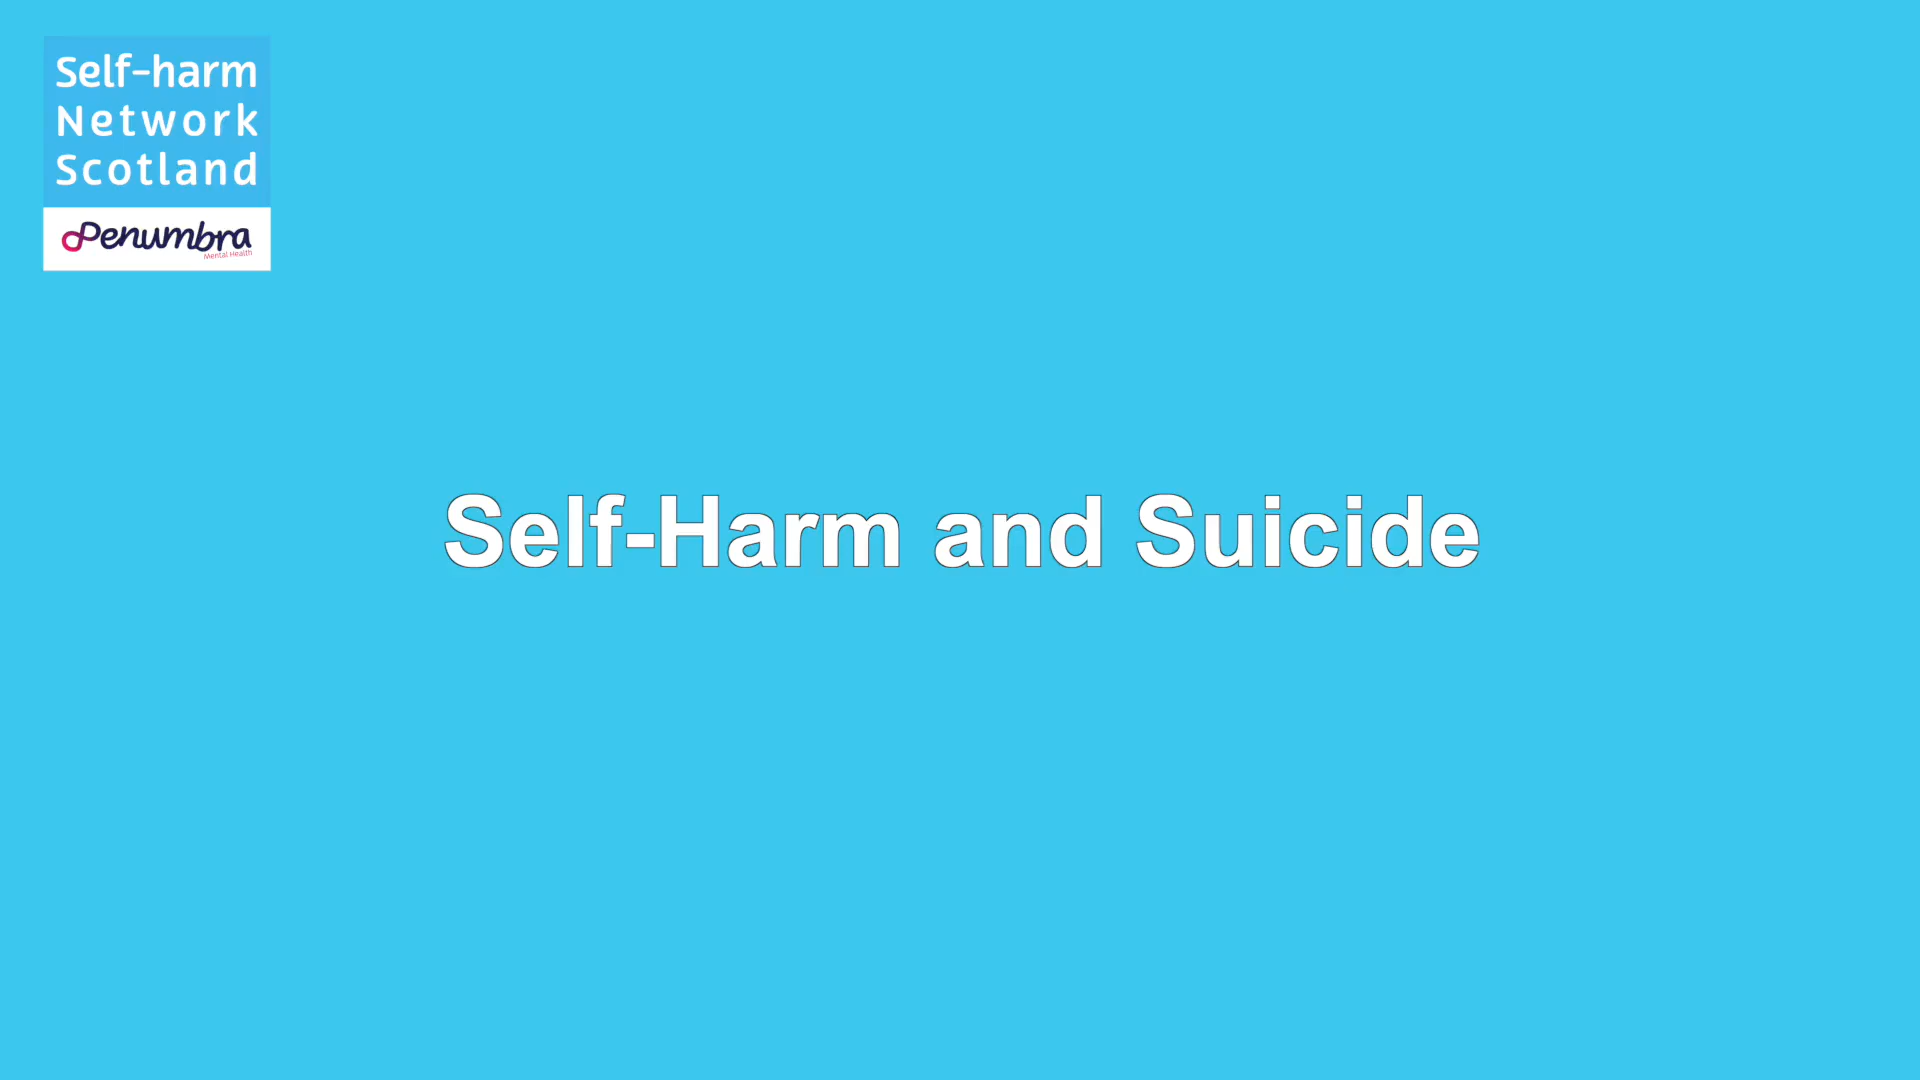 Self-harm
Network
Scotland
Penumbra
Mental Health
Self-Harm and Suicide